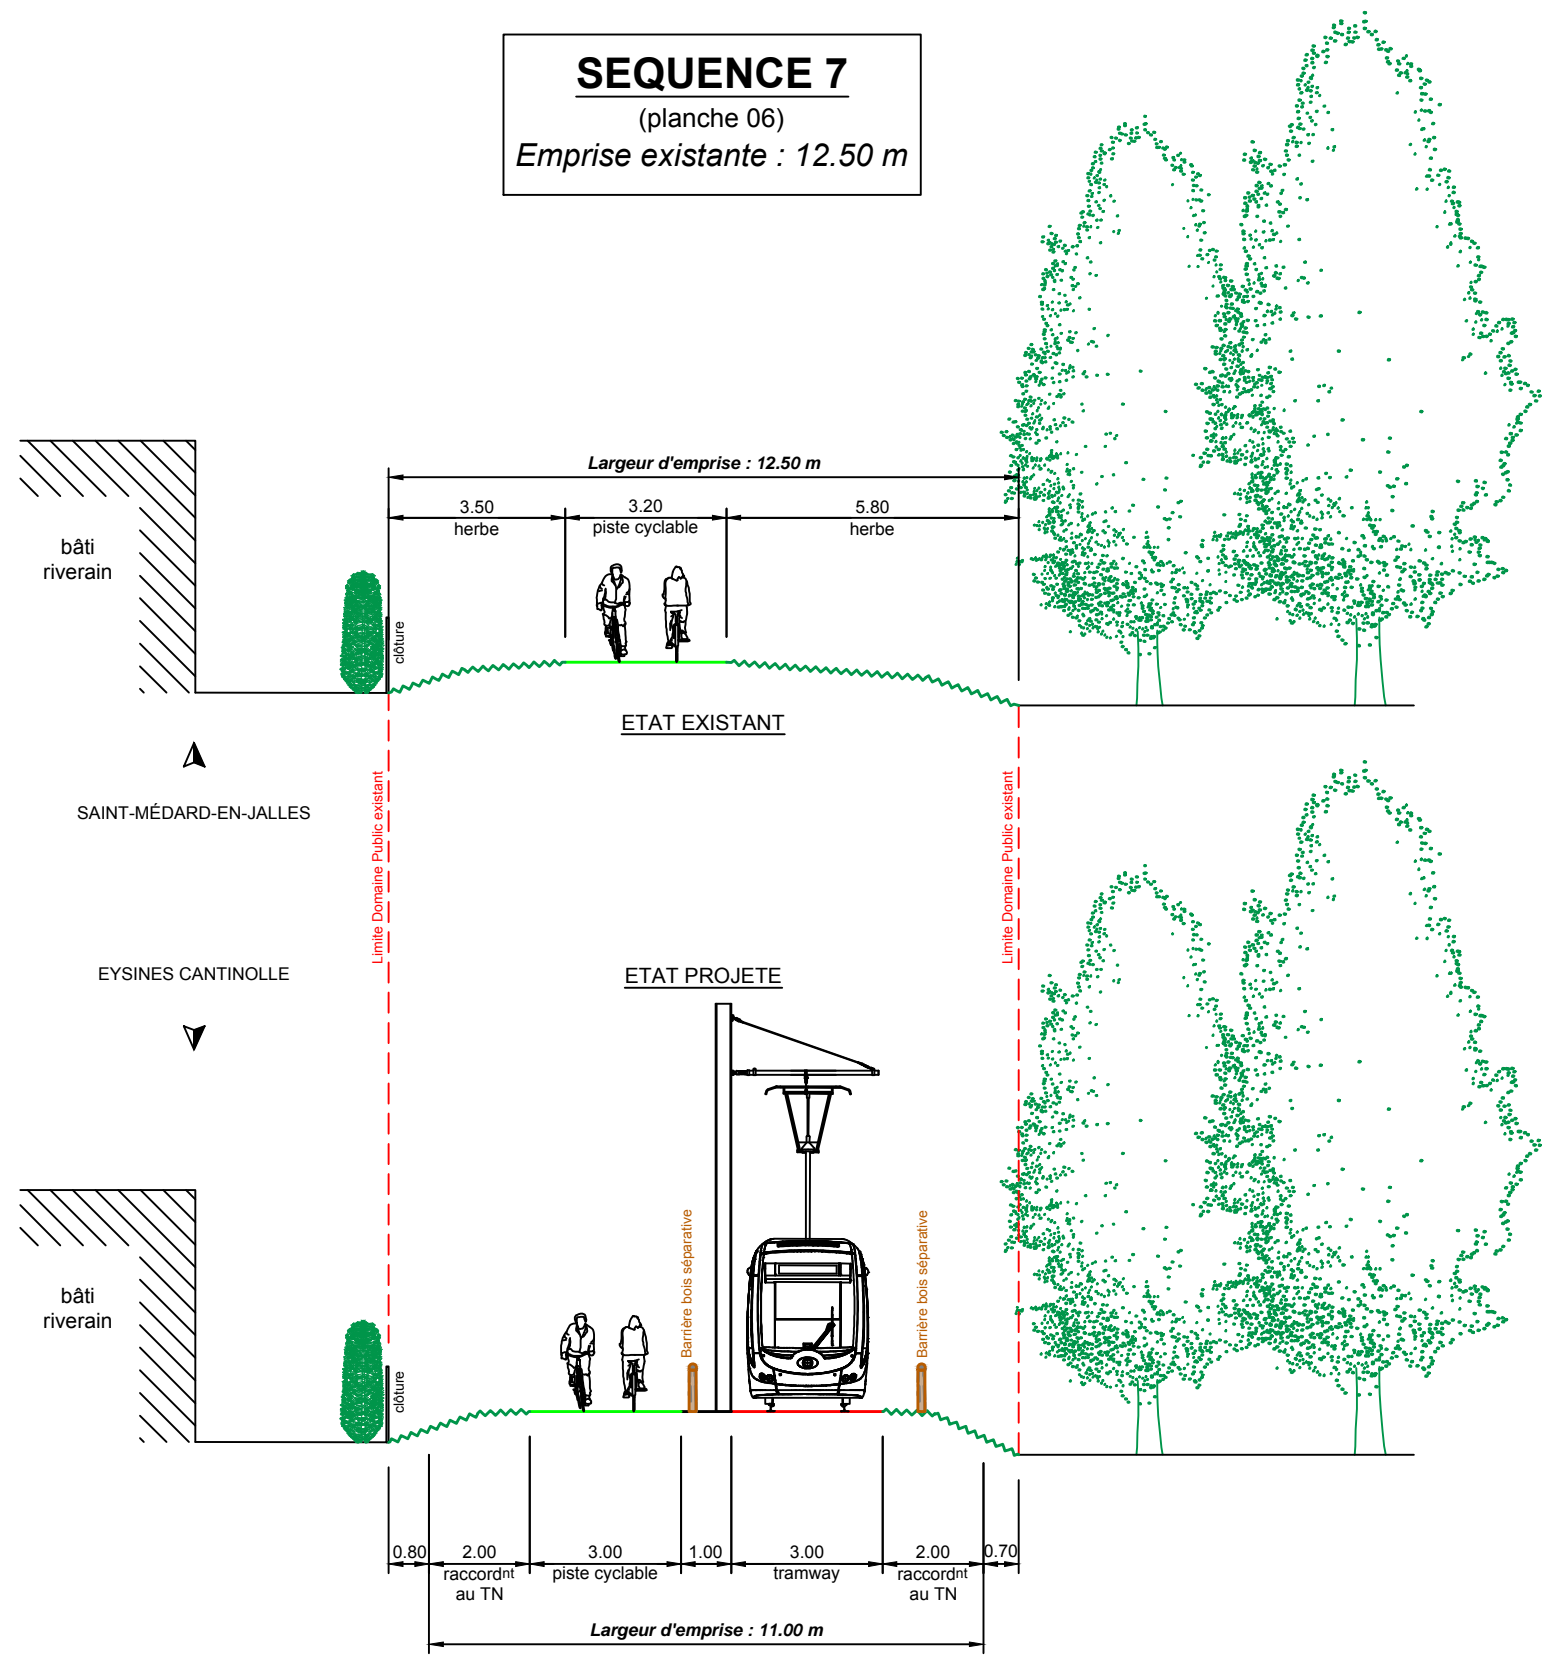 SEQUENCE 7
(planche 06)
Emprise existante : 12.50 m
Largeur d'emprise : 12.50 m
3.50
herbe
3.20
piste cyclable
5.80
herbe
bâti
riverain
clôture
ETAT EXISTANT
SAINT-MÉDARD-EN-JALLES
Limite Domaine Public existant
Limite Domaine Public existant
EYSINES CANTINOLLE
ETAT PROJETE
Barrière bois séparative
Barrière bois séparative
bâti
riverain
clôture
0.80
2.00
raccordnt
au TN
3.00
piste cyclable
1.00
3.00
tramway
2.00
raccordnt
au TN
0.70
Largeur d'emprise : 11.00 m